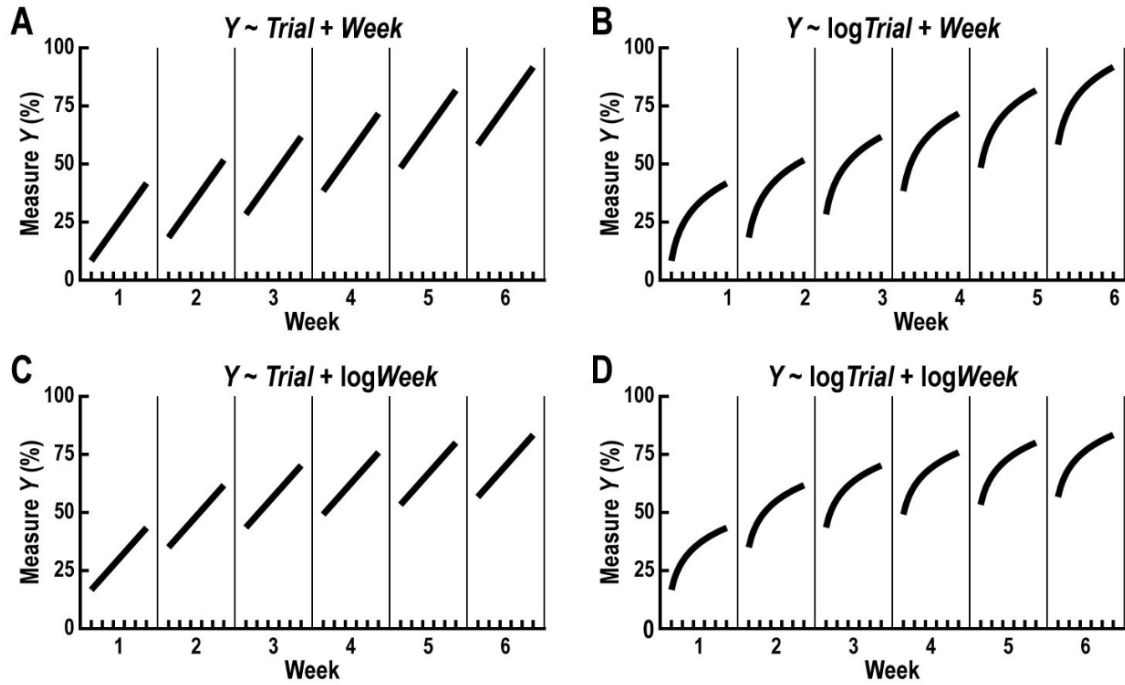 A
Y ~ Trial + Week
Measure Y (%)
100
75
50
25
0
1 2 3 4 5 6
Week
B
Y ~ logTrial + Week
Measure Y (%)
100
75
50
25
0
1 2 3 4 5 6
Week
C
Y ~ Trial + logWeek
Measure Y (%)
100
75
50
25
0
1 2 3 4 5 6
Week
D
Y ~ logTrial + logWeek
Measure Y (%)
100
75
50
25
0
1 2 3 4 5 6
Week